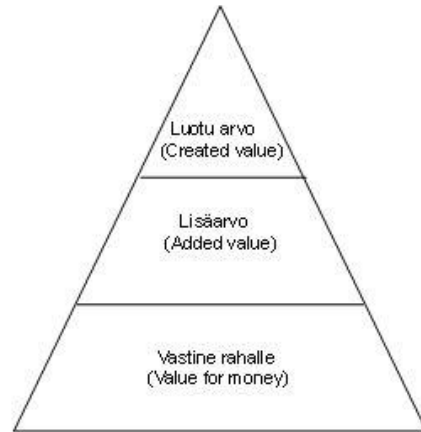 Luotu arvo
(Created value)
Lisäarvo
(Added value)
Vastine rahalle
(Value for money)